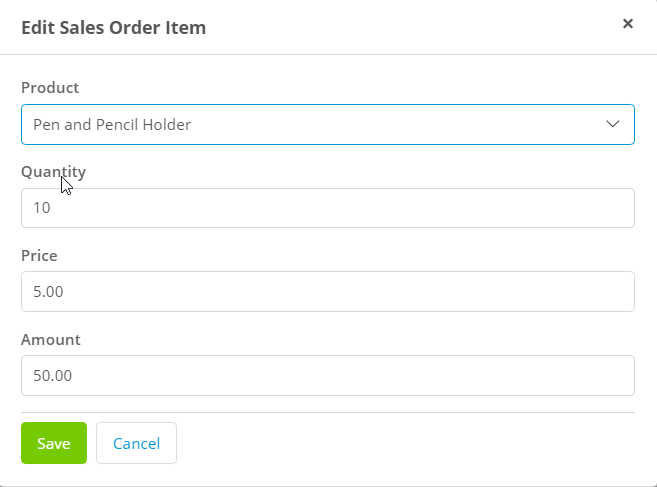 Edit Sales Order Item
×
Product
Pen and Pencil Holder
Quantity
10
Price
5.00
Amount
50.00
Save Cancel